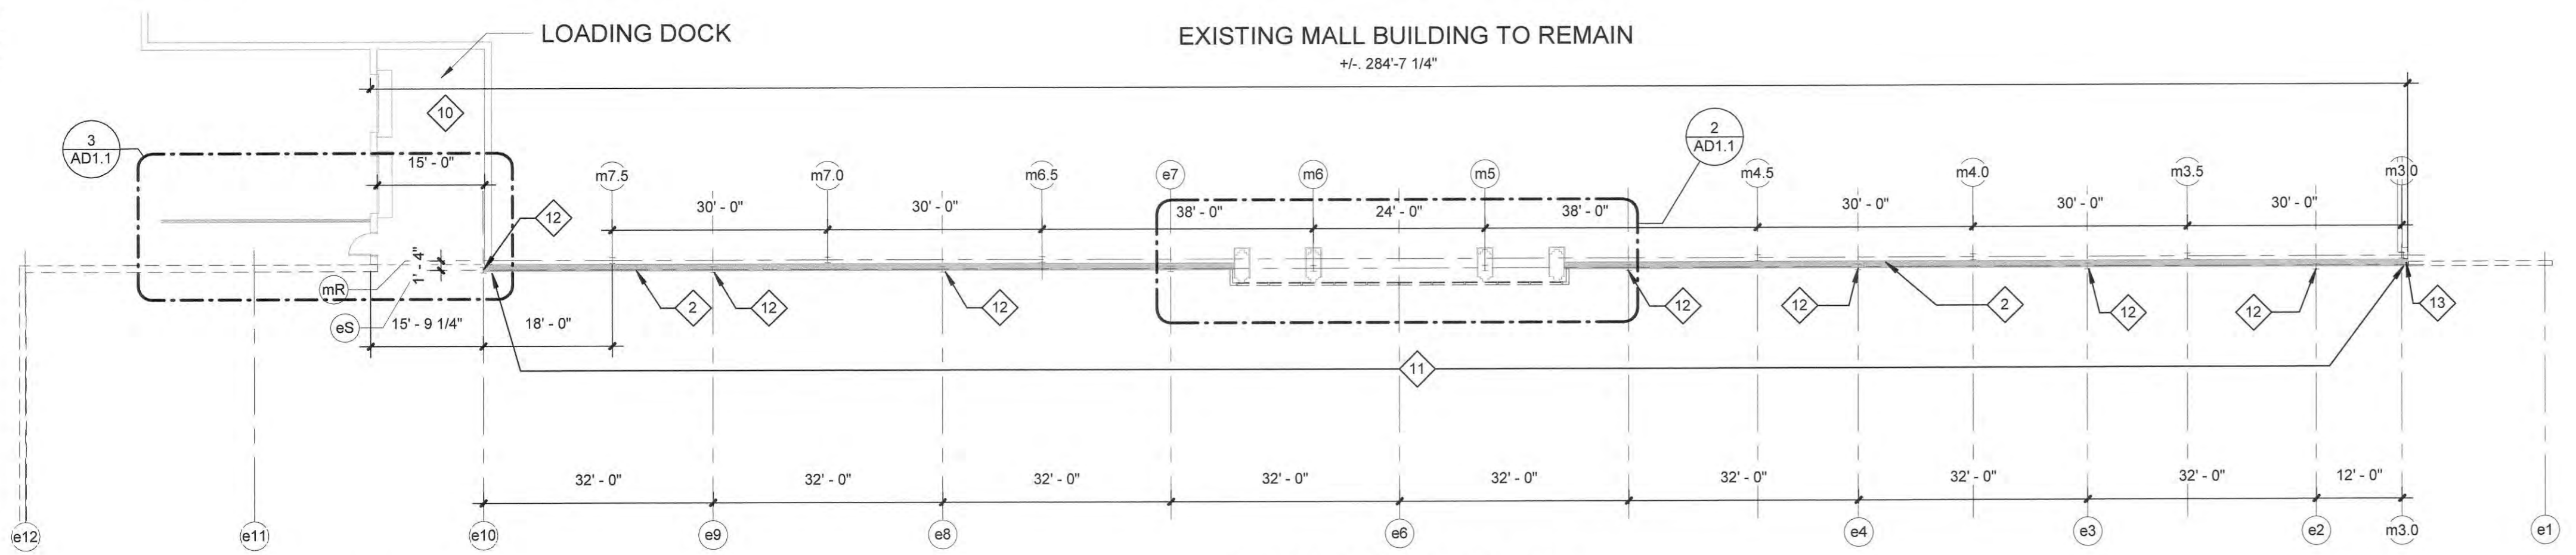 LOADING DOCK
EXISTING MALL BUILDING TO REMAIN
+/-. 284'-7 1/4"
10
3
AD1.1
2
AD1.1
15' - 0"
m7.5
m7.0
m6.5
e7
m6
m5
m4.5
m4.0
m3.5
m3.0
30' - 0"
30' - 0"
38' - 0"
24' - 0"
38' - 0"
30' - 0"
30' - 0"
30' - 0"
12
1' - 4"
mR
eS
15' - 9 1/4"
18' - 0"
2
12
12
12
12
2
12
12
13
11
32' - 0"
32' - 0"
32' - 0"
32' - 0"
32' - 0"
32' - 0"
32' - 0"
32' - 0"
12' - 0"
e12
e11
e10
e9
e8
e6
e4
e3
e2
m3.0
e1